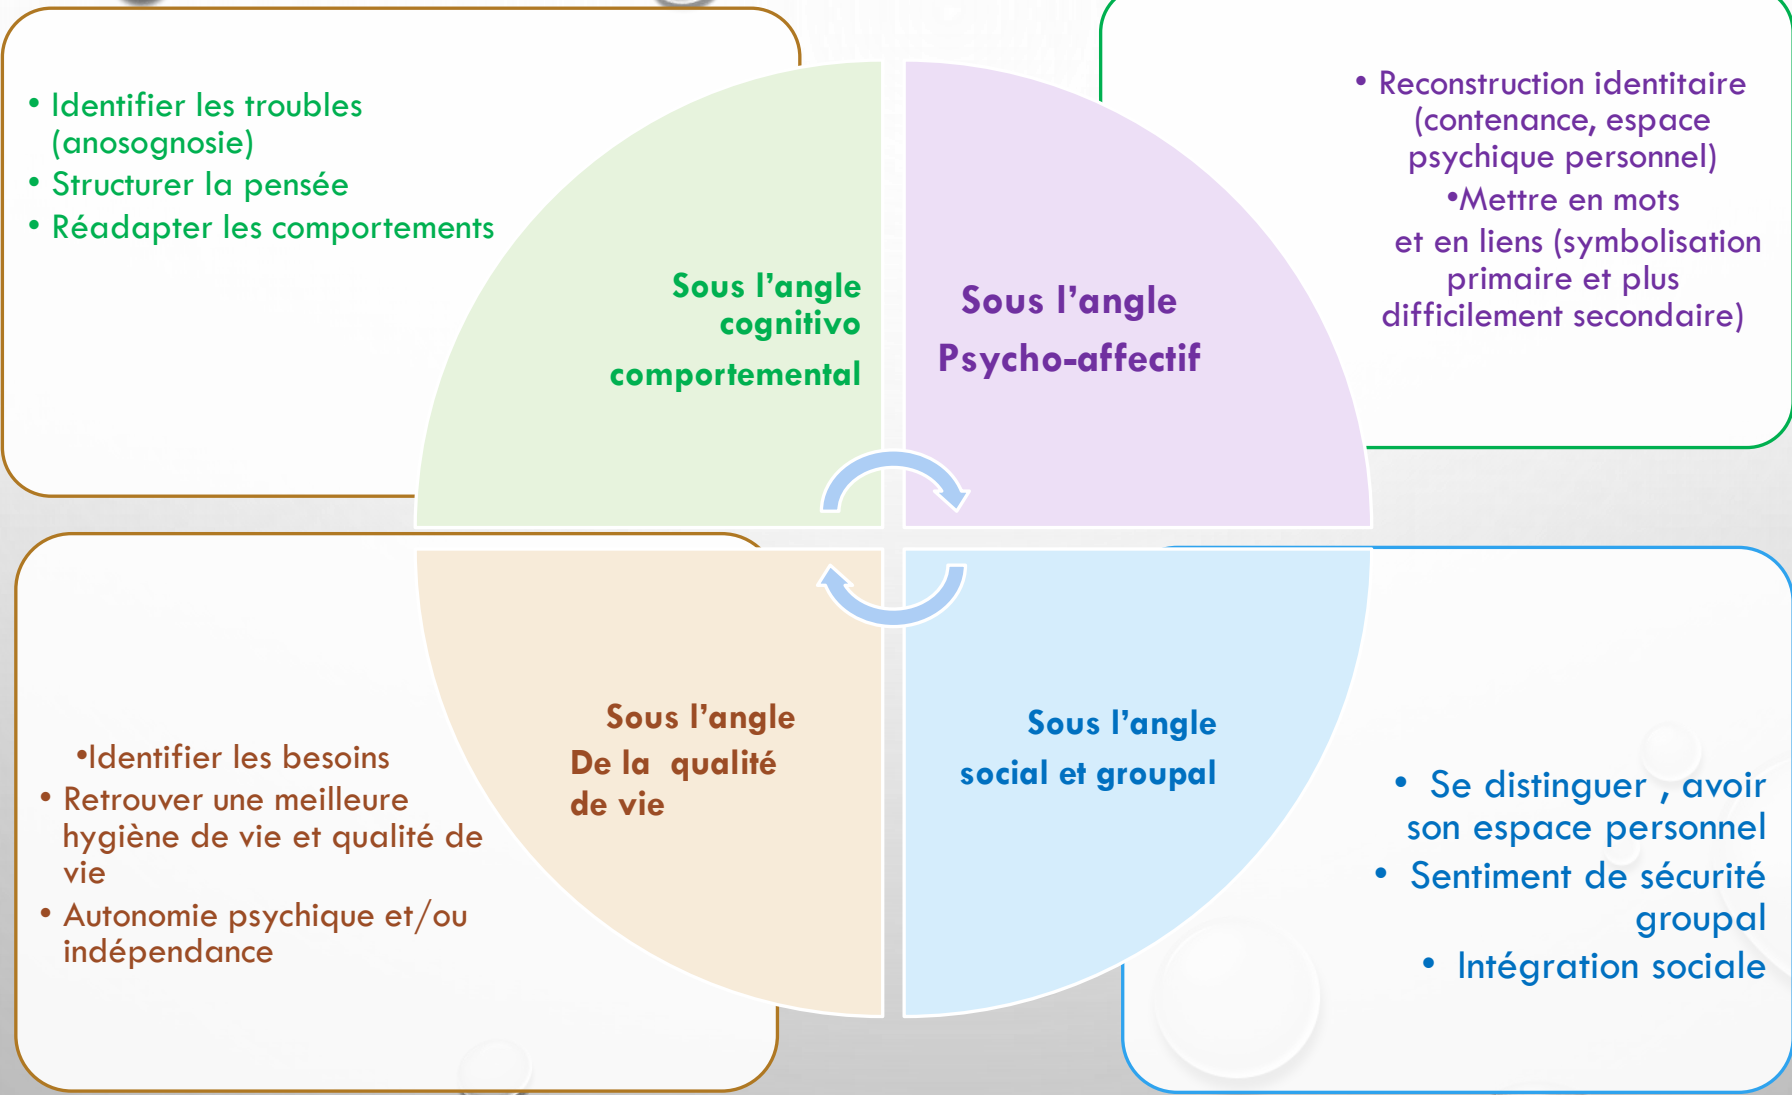 • Identifier les troubles
(anosognosie)
• Structurer la pensée
• Réadapter les comportements
Sous l’angle
cognitivo
comportemental
Sous l’angle
Psycho-affectif
• Reconstruction identitaire
(contenance, espace
psychique personnel)
•Mettre en mots
et en liens (symbolisation
primaire et plus
difficilement secondaire)
•Identifier les besoins
• Retrouver une meilleure
hygiène de vie et qualité de
vie
• Autonomie psychique et/ou
indépendance
Sous l’angle
De la qualité
de vie
Sous l’angle
social et groupal
• Se distinguer , avoir
son espace personnel
• Sentiment de sécurité
groupal
• Intégration sociale